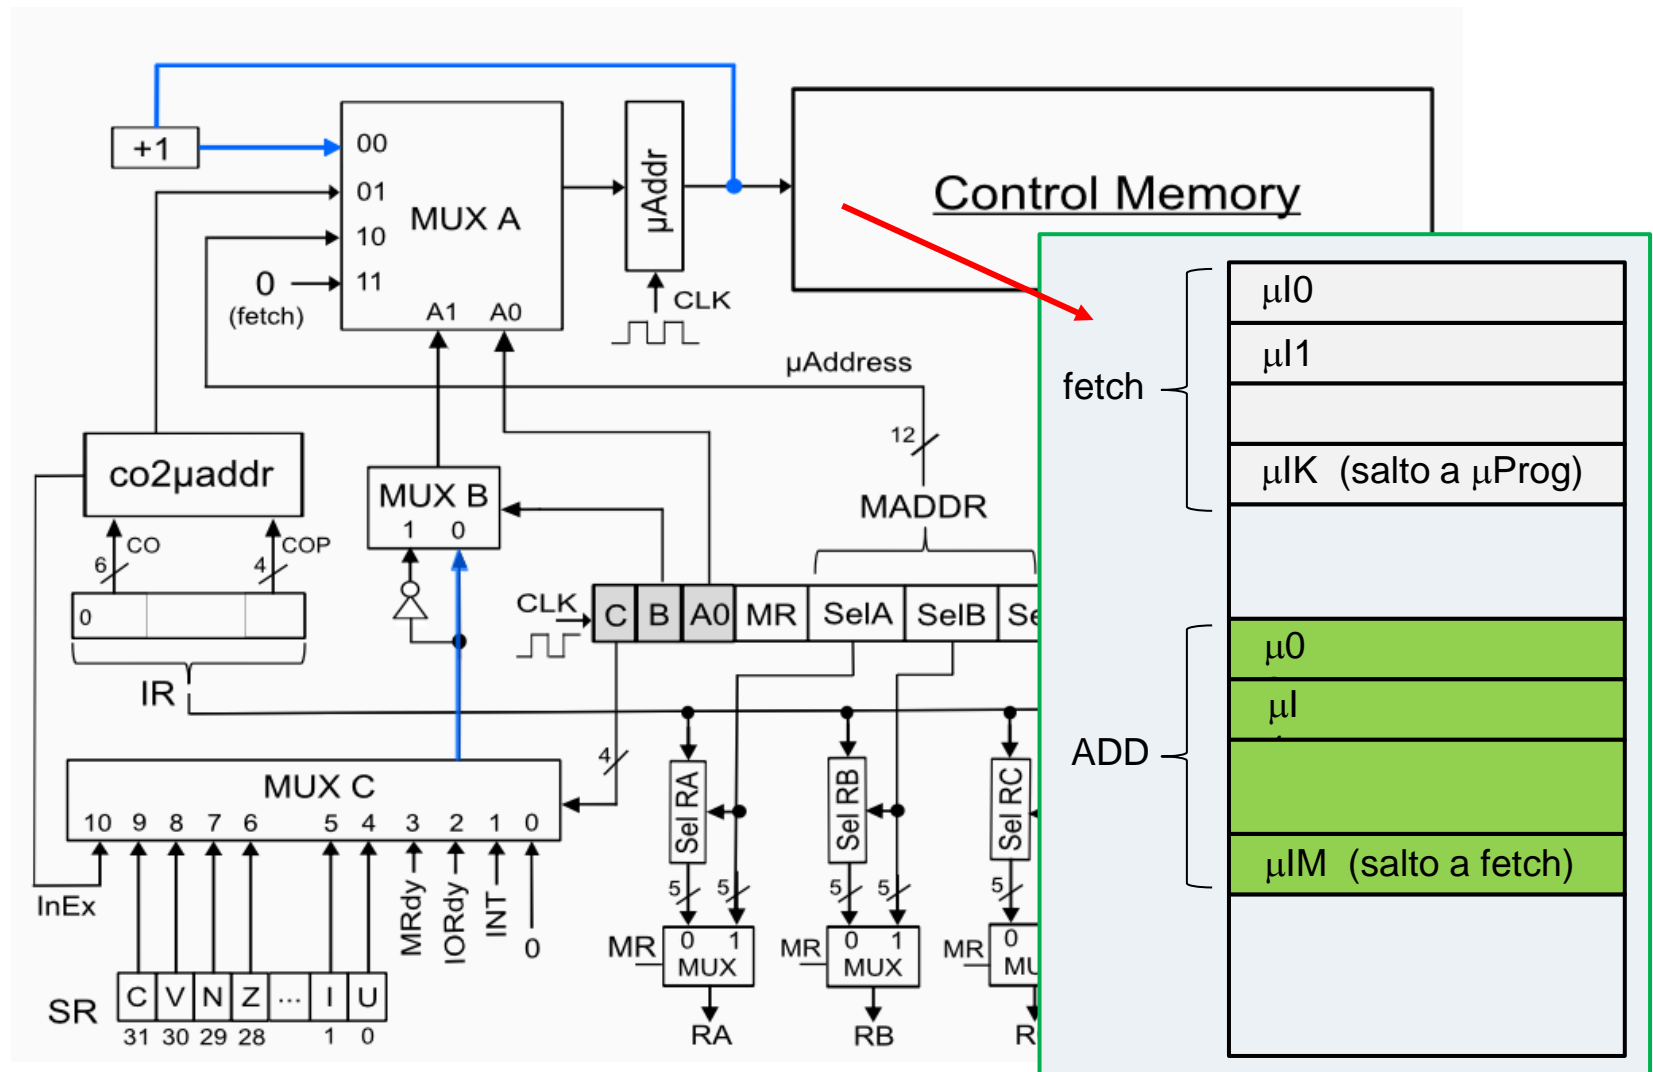 +1
00
01
10
11
MUX A
A1 A0
0
(fetch)
μAddr
CLK
Control Memory
μAddress
12
MADDR
co2μaddr
CO
6
COP
4
0
IR
MUX B
1 0
CLK
C B A0 MR SelA SelB
4
MUX C
10 9 8 7 6 5 4 3 2 1 0
InEx
MRdy
IORdy
INT
0
SR
C V N Z ... I U
31 30 29 28 1 0
Sel RA
Sel RB
Sel RC
5 5 5 5 5
MR 0 1 MUX
MR 0 1 MUX
MR 0
RA
RB
fetch
μI0
μI1
μIK (salto a μProg)
ADD
μ0
μI
μIM (salto a fetch)